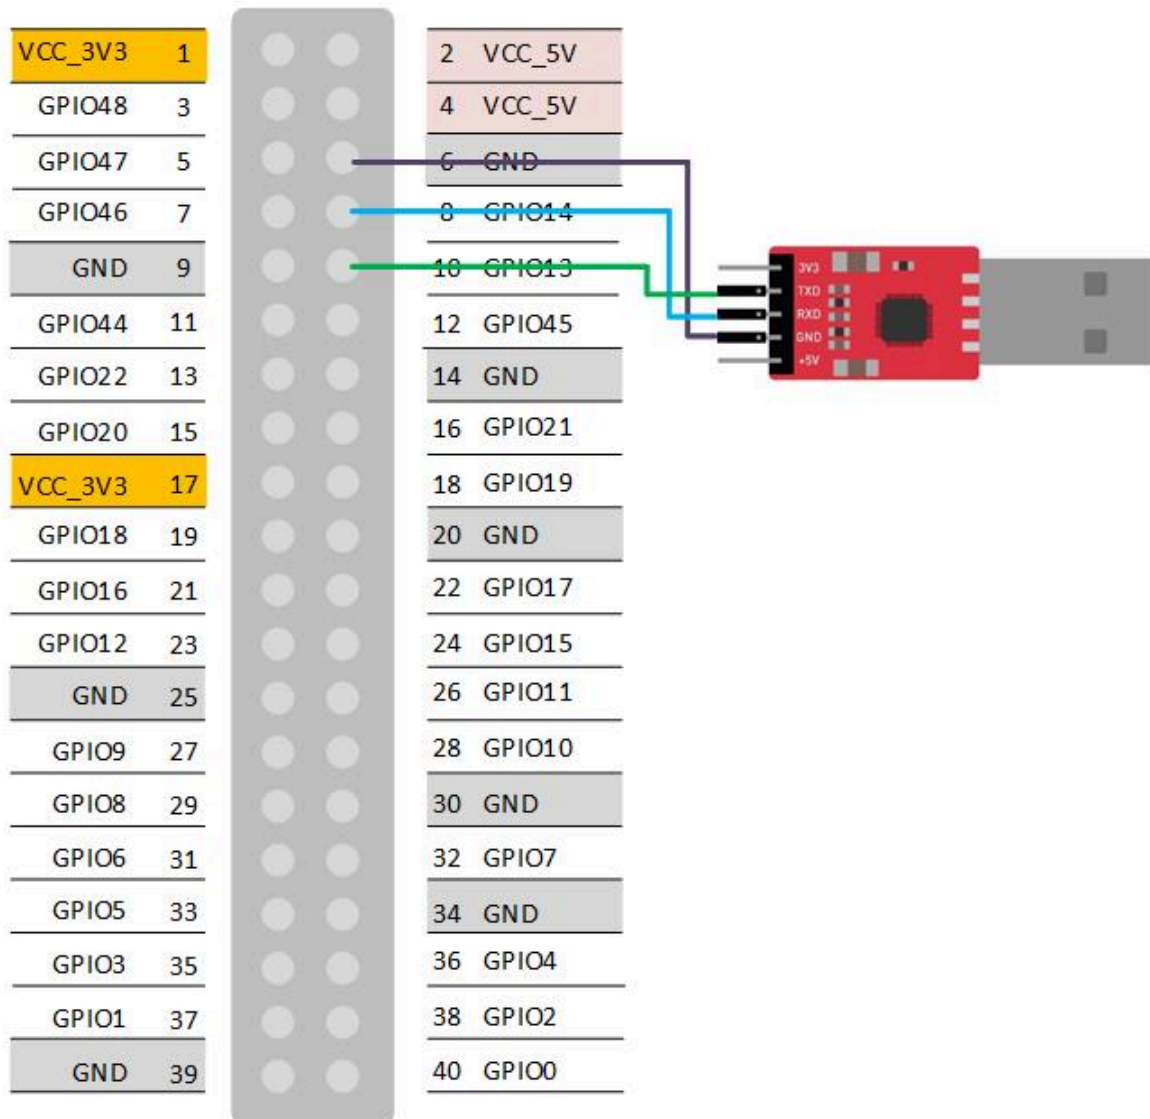 VCC_3V3 1 2 VCC_5V
GPIO48 3 4 VCC_5V
GPIO47 5 6 GND
GPIO46 7 8 GPIO14
GND 9 10 GPIO13
GPIO44 11 12 GPIO45
GPIO22 13 14 GND
GPIO20 15 16 GPIO21
VCC_3V3 17 18 GPIO19
GPIO18 19 20 GND
GPIO16 21 22 GPIO17
GPIO12 23 24 GPIO15
GND 25 26 GPIO11
GPIO9 27 28 GPIO10
GPIO8 29 30 GND
GPIO6 31 32 GPIO7
GPIO5 33 34 GND
GPIO3 35 36 GPIO4
GPIO1 37 38 GPIO2
GND 39 40 GPIO0
3V3
TXD
RXD
GND
+5V